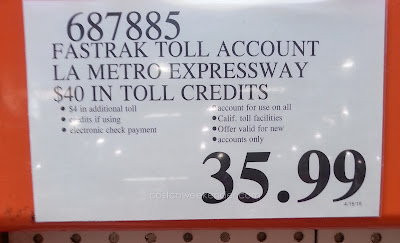 687885
FASTRAK TOLL ACCOUNT
LA METRO EXPRESSWAY
$40 IN TOLL CREDITS
• $4 in additional toll
• credits if using
• electronic check payment
• account for use on all
• Calif. toll facilities
• Offer valid for new
• accounts only
35.99